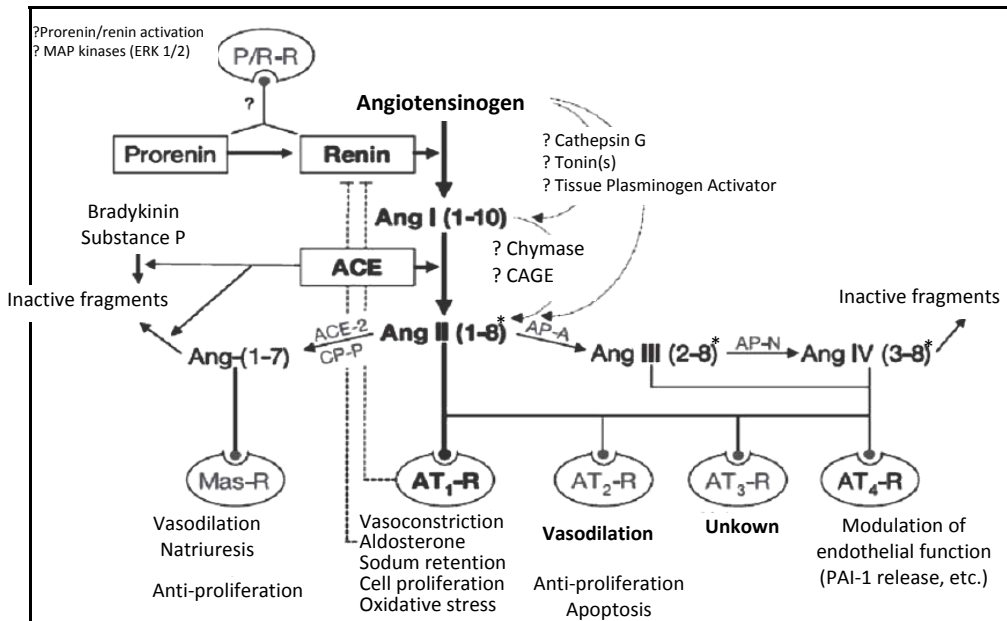 ?Prorenin/renin activation
? MAP kinases (ERK 1/2)
P/R-R
?
Angiotensinogen
? Cathepsin G
? Tonin(s)
? Tissue Plasminogen Activator
Prorenin
Renin
Ang I (1-10)
Bradykinin
Substance P
? Chymase
? CAGE
ACE
Inactive fragments
Inactive fragments
ACE-2
CP-P
Ang II (1-8)*
AP-A
Ang-(1-7)
Ang III (2-8)*
AP-N
Ang IV (3-8)*
Mas-R
AT1-R
AT2-R
AT3-R
AT4-R
Vasodilation
Natriuresis
Anti-proliferation
Vasoconstriction
Aldosterone
Sodum retention
Cell proliferation
Oxidative stress
Vasodilation
Anti-proliferation
Apoptosis
Unkown
Modulation of
endothelial function
(PAI-1 release, etc.)